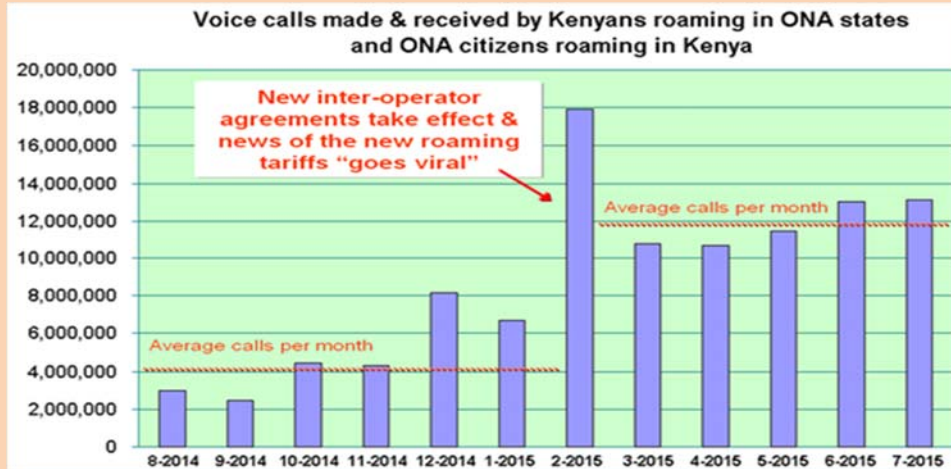 Voice calls made & received by Kenyans roaming in ONA states
and ONA citizens roaming in Kenya
20,000,000
18,000,000
16,000,000
14,000,000
12,000,000
10,000,000
8,000,000
6,000,000
4,000,000
2,000,000
0
New inter-operator
agreements take effect &
news of the new roaming
tariffs “goes viral”
Average calls per month
Average calls per month
8-2014 9-2014 10-2014 11-2014 12-2014 1-2015 2-2015 3-2015 4-2015 5-2015 6-2015 7-2015